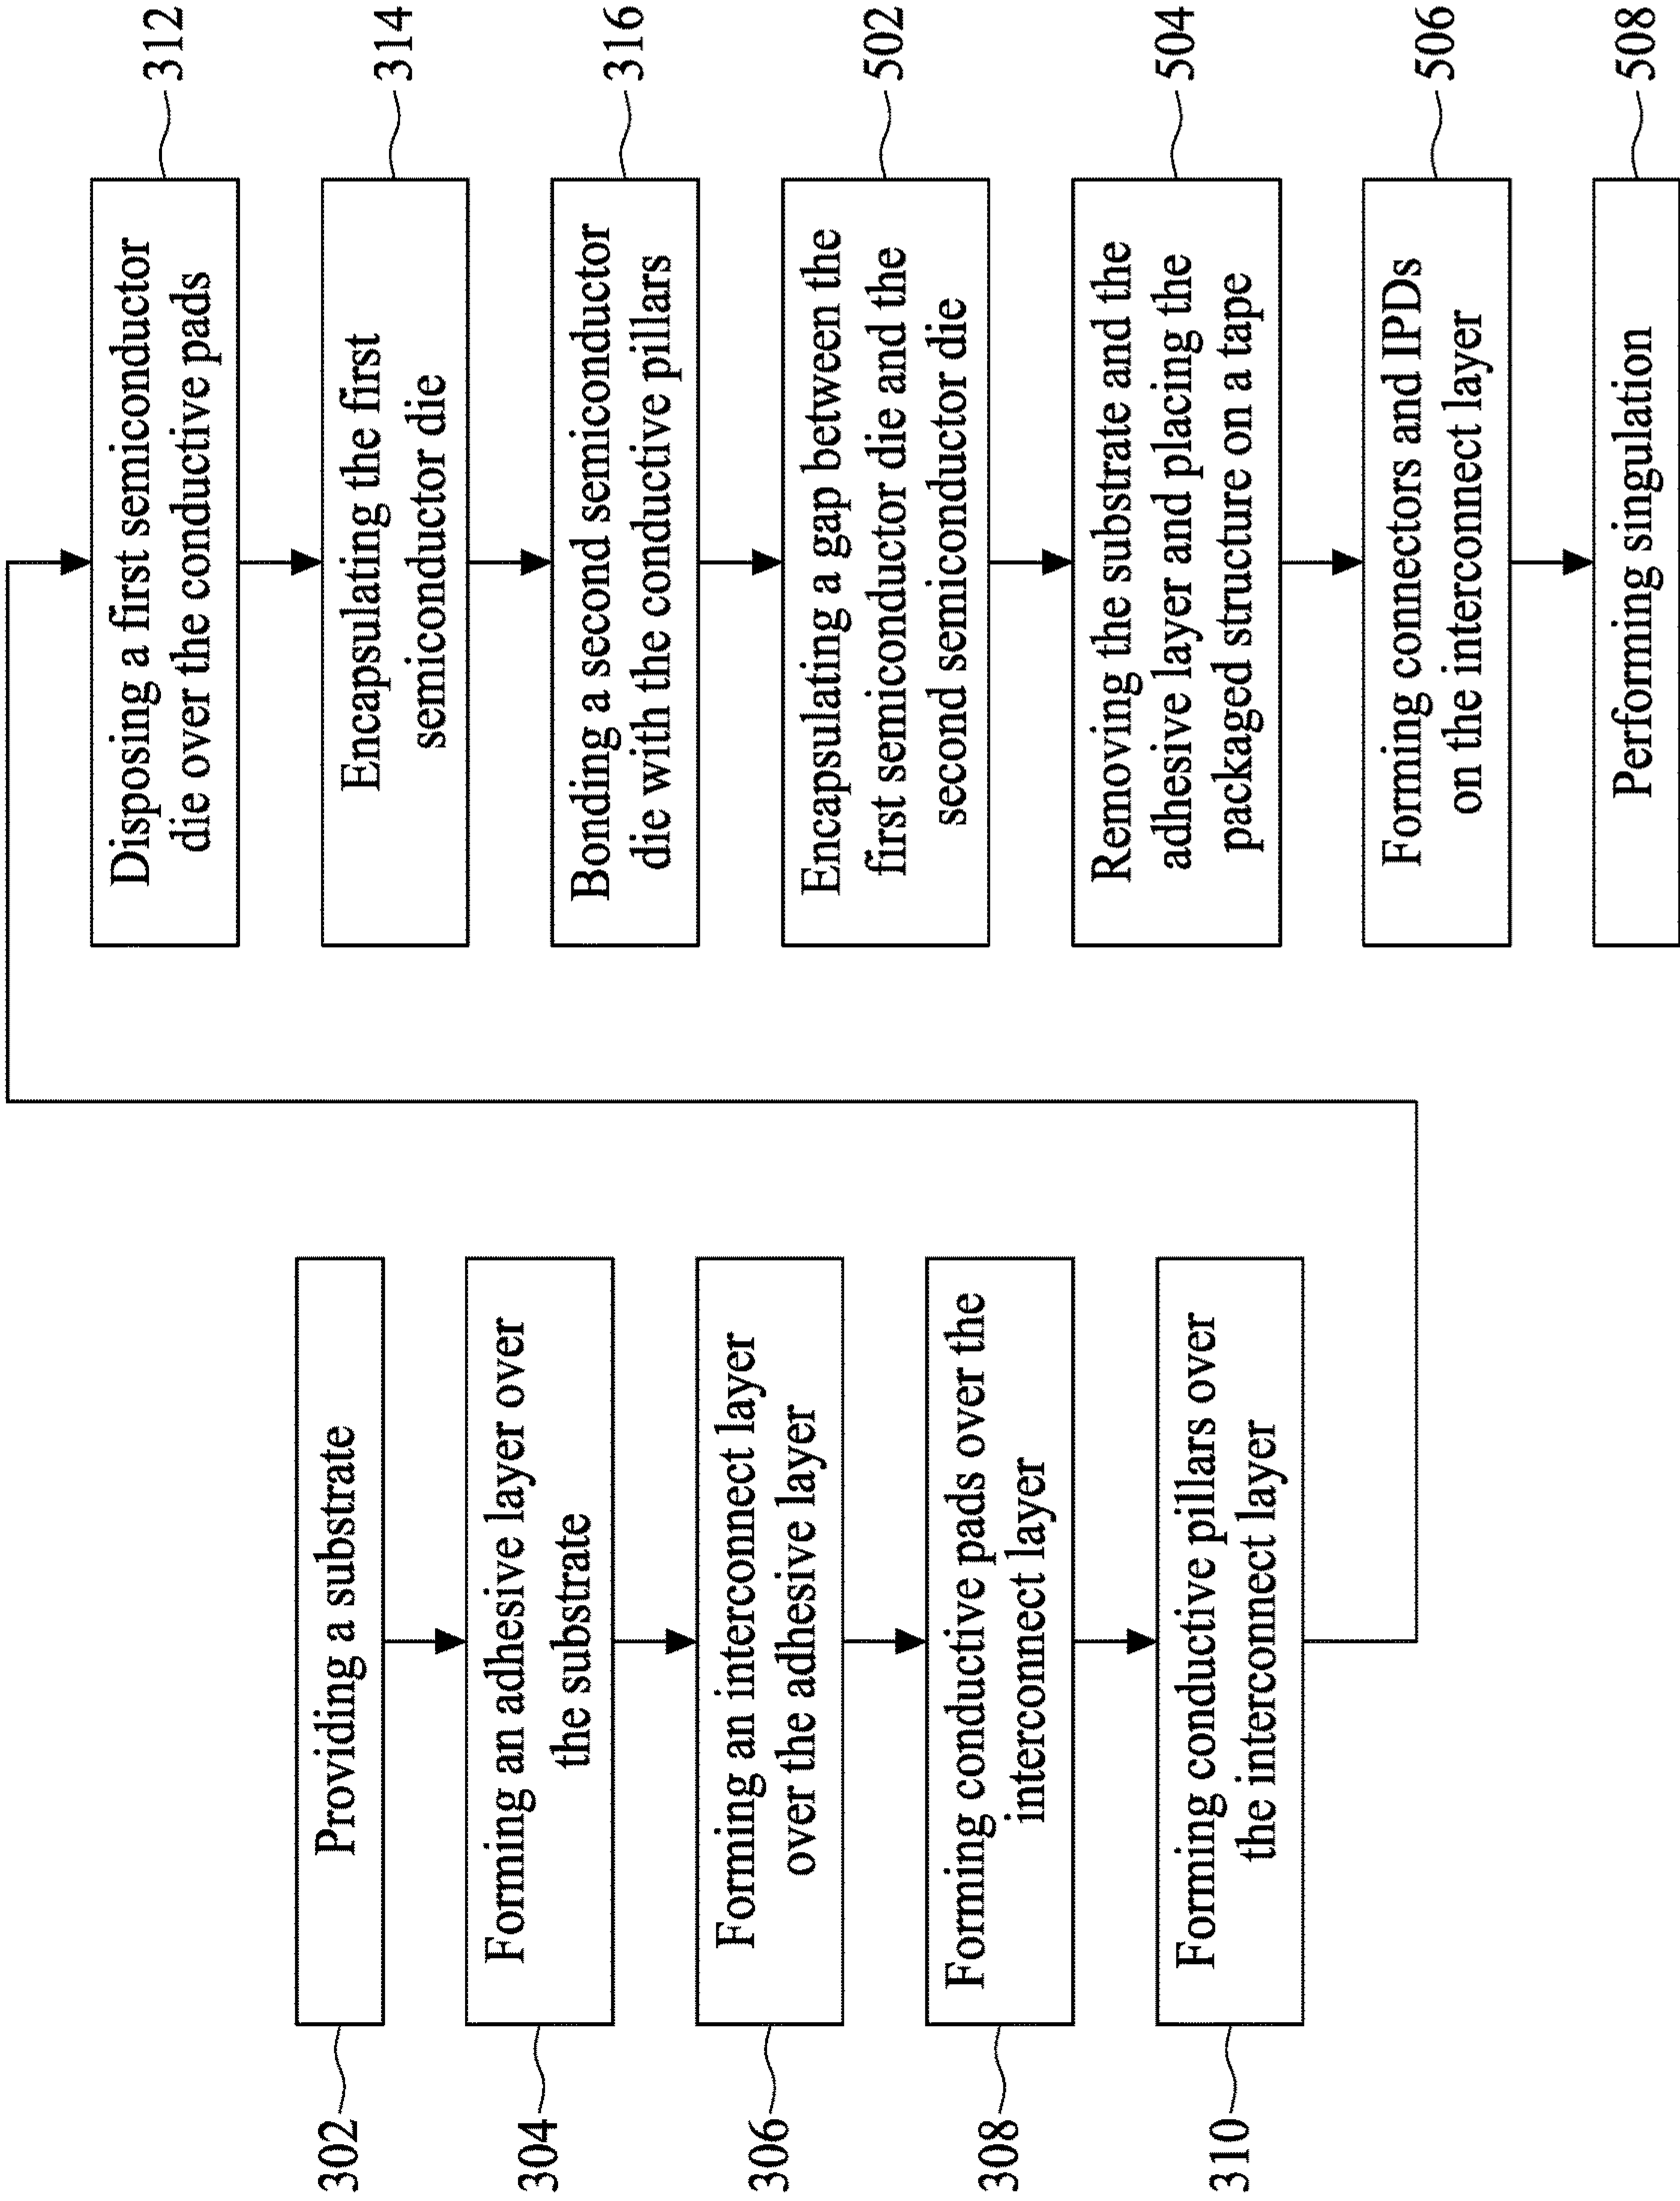 302
Providing a substrate
304
Forming an adhesive layer over
the substrate
306
Forming an interconnect layer
over the adhesive layer
308
Forming conductive pads over the
interconnect layer
310
Forming conductive pillars over
the interconnect layer
Disposing a first semiconductor
die over the conductive pads
312
Encapsulating the first
semiconductor die
314
Bonding a second semiconductor
die with the conductive pillars
316
Encapsulating a gap between the
first semiconductor die and the
second semiconductor die
502
Removing the substrate and the
adhesive layer and placing the
packaged structure on a tape
504
Forming connectors and IPDs
on the interconnect layer
506
Performing singulation
508